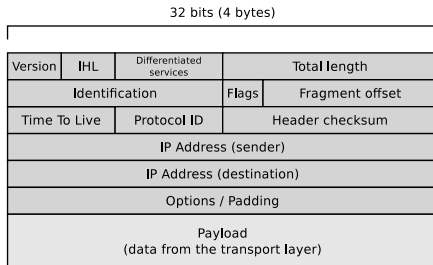 32 bits (4 bytes)
Version IHL Differentiated services Total length
Identification Flags Fragment offset
Time To Live Protocol ID Header checksum
IP Address (sender)
IP Address (destination)
Options / Padding
Payload
(data from the transport layer)